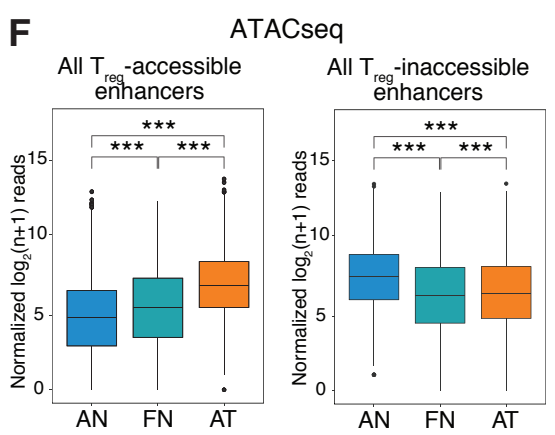 F
ATACseq
All Treg-accessible
enhancers
***
***
***
15
10
5
0
Normalized log2(n+1) reads
AN
FN
AT
All Treg-inaccessible
enhancers
***
***
***
15
10
5
0
Normalized log2(n+1) reads
AN
FN
AT